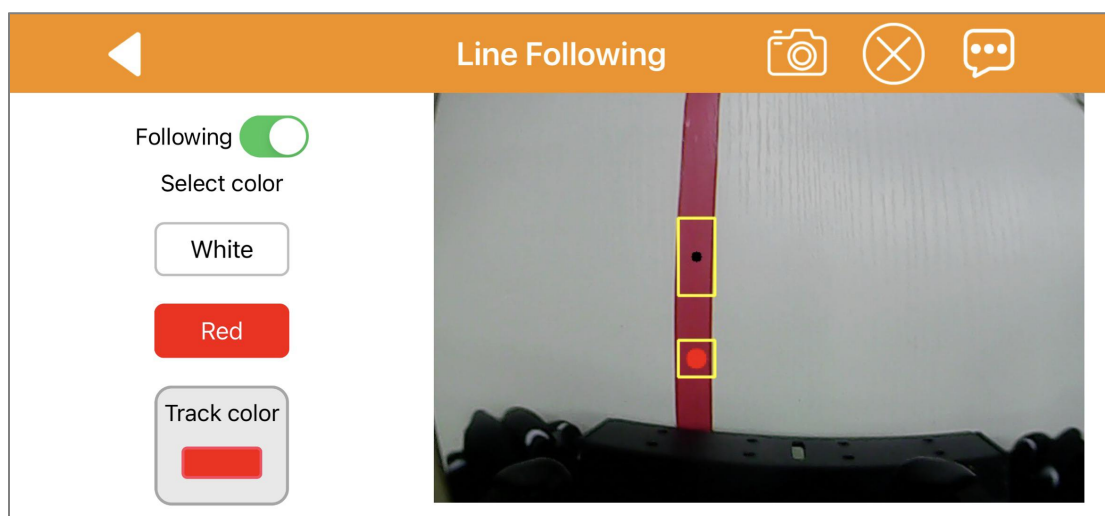 Line Following
Following
Select color
White
Red
Track color